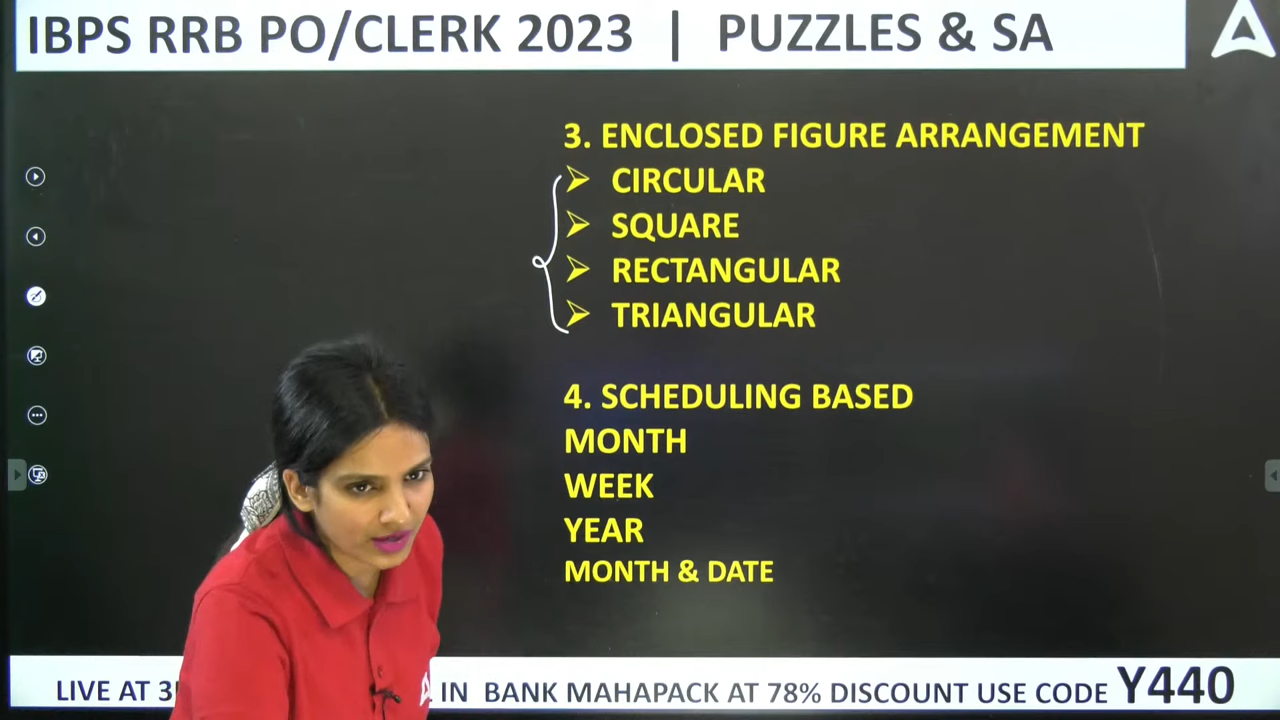 IBPS RRB PO/CLERK 2023 | PUZZLES & SA
3. ENCLOSED FIGURE ARRANGEMENT
➢ CIRCULAR
➢ SQUARE
➢ RECTANGULAR
➢ TRIANGULAR
4. SCHEDULING BASED
MONTH
WEEK
YEAR
MONTH & DATE
LIVE AT 3 IN BANK MAHAPACK AT 78% DISCOUNT USE CODE Y440